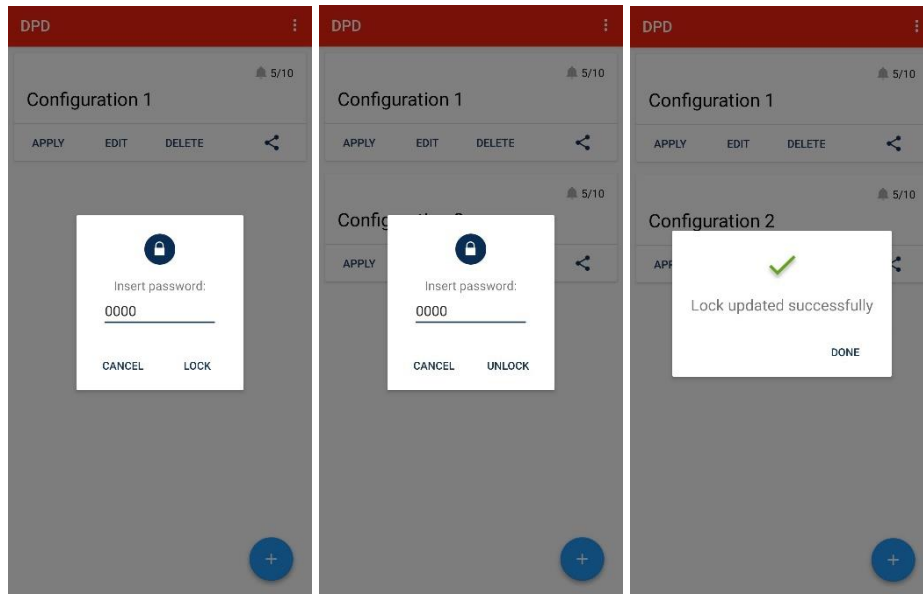 DPD
5/10
Configuration 1
APPLY EDIT DELETE
Insert password:
0000
CANCEL LOCK
DPD
5/10
Configuration 1
APPLY EDIT DELETE
5/10
APPLY
Insert password:
0000
CANCEL UNLOCK
DPD
5/10
Configuration 1
APPLY EDIT DELETE
5/10
Configuration 2
Lock updated successfully
DONE